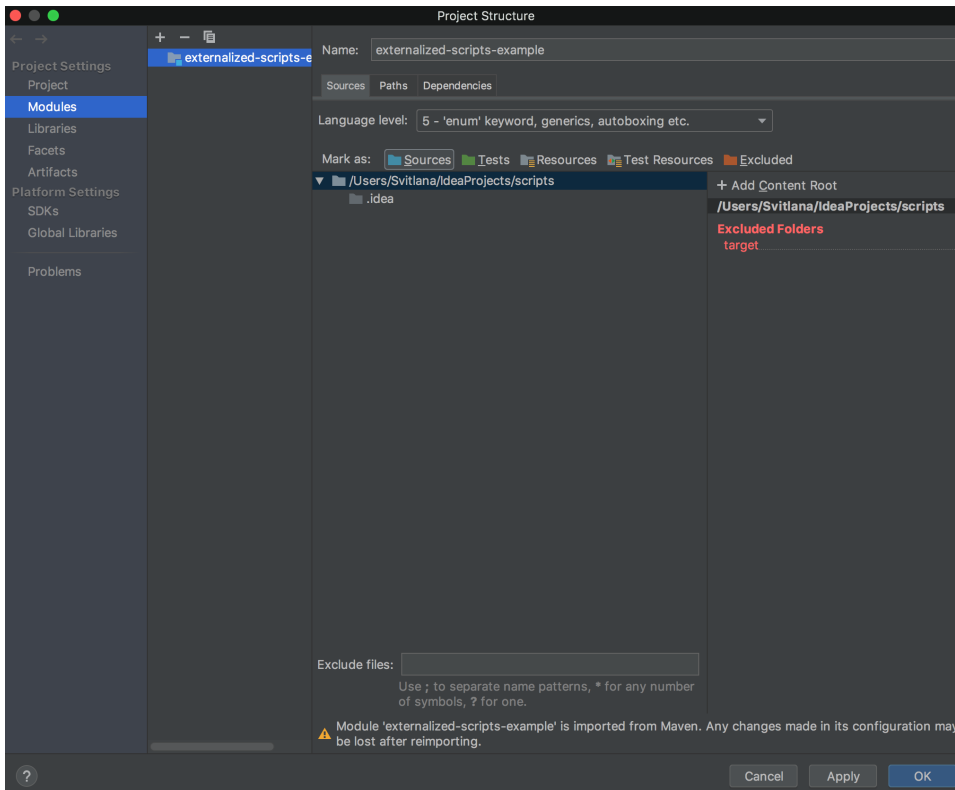 Project Structure
Project Settings
Project
Modules
Libraries
Facets
Artifacts
Platform Settings
SDKs
Global Libraries
Problems
externalized-scripts-e
Name: externalized-scripts-example
Sources Paths Dependencies
Language level: 5 - 'enum' keyword, generics, autoboxing etc.
Mark as: Sources Tests Resources Test Resources Excluded
/Users/Svitlana/IdeaProjects/scripts
.idea
+ Add Content Root
/Users/Svitlana/IdeaProjects/scripts
Excluded Folders
target
Exclude files:
Use ; to separate name patterns, * for any number
of symbols, ? for one.
Module 'externalized-scripts-example' is imported from Maven. Any changes made in its configuration may
be lost after reimporting.
? Cancel Apply OK